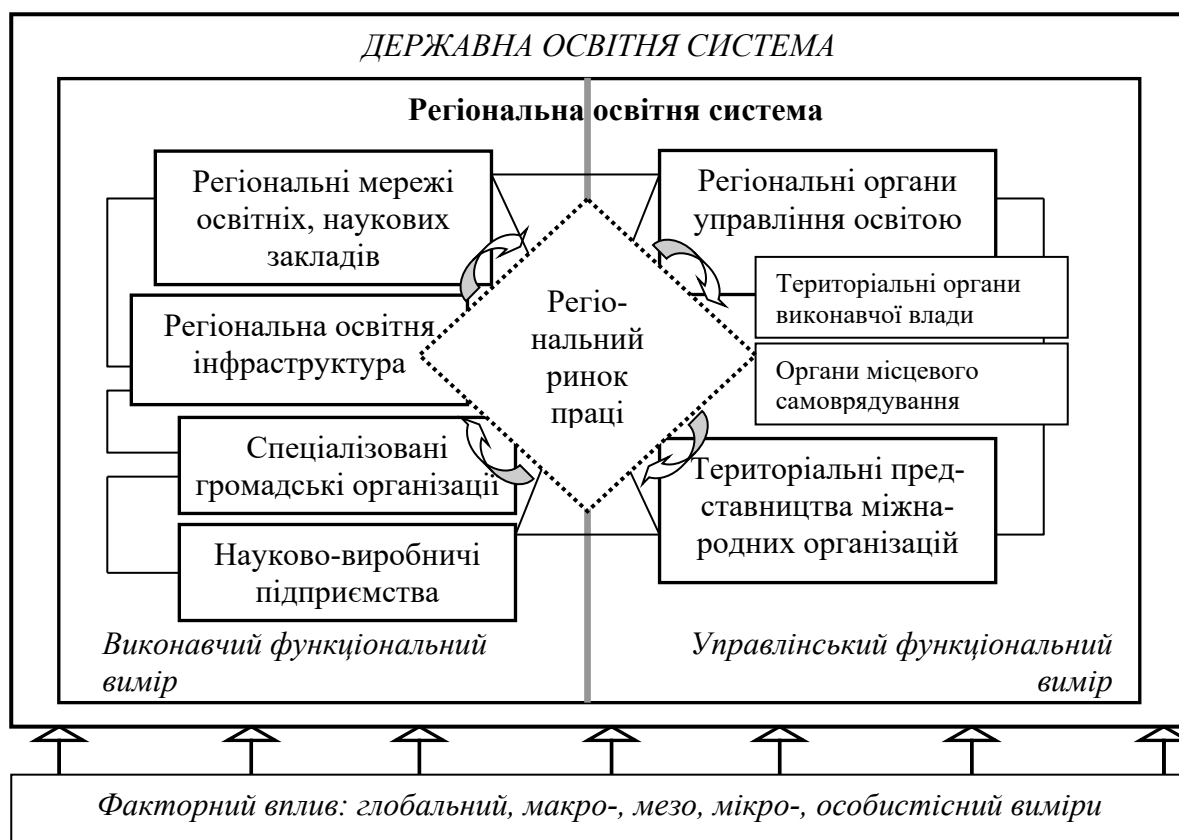 ДЕРЖАВНА ОСВІТНЯ СИСТЕМА
Регіональна освітня система
Регіональні мережі
освітніх, наукових
закладів
Регіональна освітня
інфраструктура
Спеціалізовані
громадські організації
Науково-виробничі
підприємства
Виконавчий функціональний
вимір
Регіо-
нальний
ринок
праці
Регіональні органи
управління освітою
Територіальні органи
виконавчої влади
Органи місцевого
самоврядування
Територіальні пред-
ставництва міжна-
родних організацій
Управлінський функціональний
вимір
Факторний вплив: глобальний, макро-, мезо, мікро-, особистісний виміри